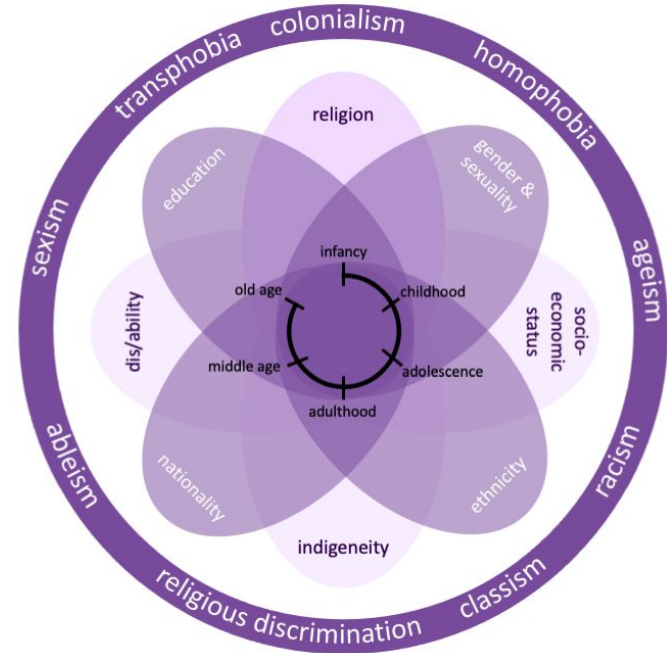 colonialism
homophobia
ageism
racism
classism
religious discrimination
ableism
sexism
transphobia
religion
gender &
sexuality
socio-
economic
status
ethnicity
indigeneity
nationality
dis/ability
education
infancy
childhood
adolescence
adulthood
middle age
old age